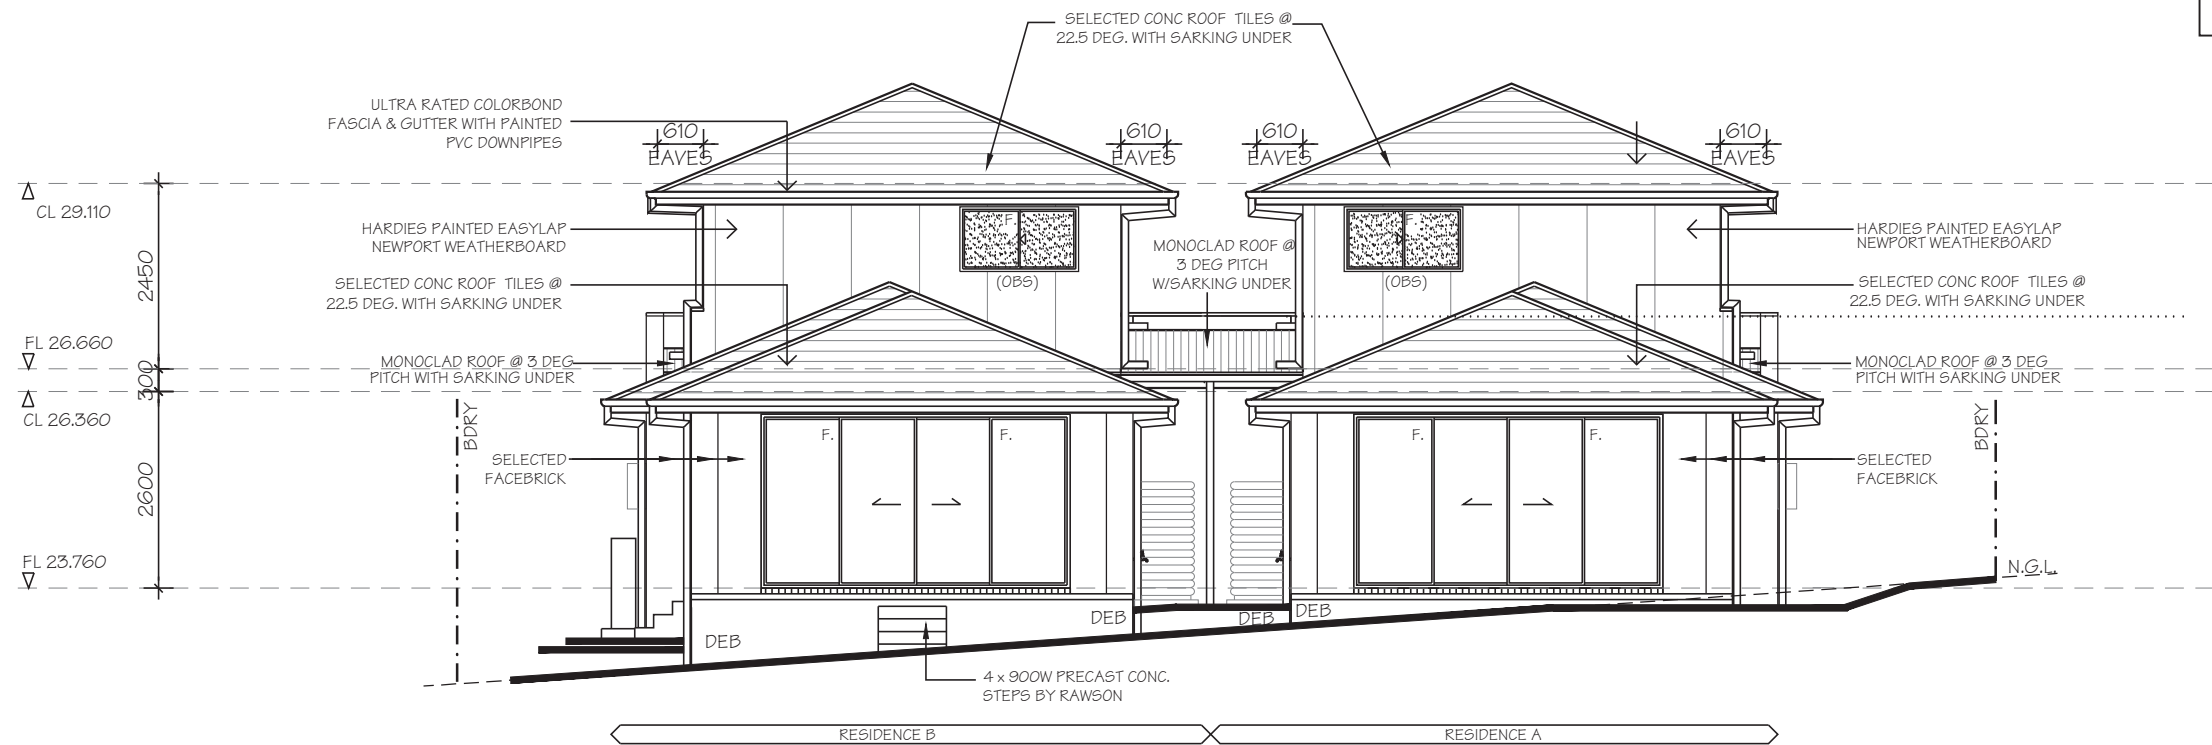 SELECTED CONC ROOF TILES @
22.5 DEG. WITH SARKING UNDER
ULTRA RATED COLORBOND
FASCIA & GUTTER WITH PAINTED
PVC DOWNPIPES
610
EAVES
610
EAVES
610
EAVES
610
EAVES
CL 29.110
HARDIES PAINTED EASYLAP
NEWPORT WEATHERBOARD
F.
F.
MONOCLAD ROOF @
3 DEG PITCH
W/SARKING UNDER
HARDIES PAINTED EASYLAP
NEWPORT WEATHERBOARD
2450
SELECTED CONC ROOF TILES @
22.5 DEG. WITH SARKING UNDER
(OBS)
(OBS)
SELECTED CONC ROOF TILES @
22.5 DEG. WITH SARKING UNDER
FL 26.660
MONOCLAD ROOF @ 3 DEG
PITCH WITH SARKING UNDER
MONOCLAD ROOF @ 3 DEG
PITCH WITH SARKING UNDER
300
CL 26.360
BDRY
BDRY
F.
F.
F.
F.
SELECTED
FACEBRICK
SELECTED
FACEBRICK
2600
FL 23.760
N.G.L.
DEB
DEB
DEB
DEB
4 x 900W PRECAST CONC.
STEPS BY RAWSON
RESIDENCE B
RESIDENCE A